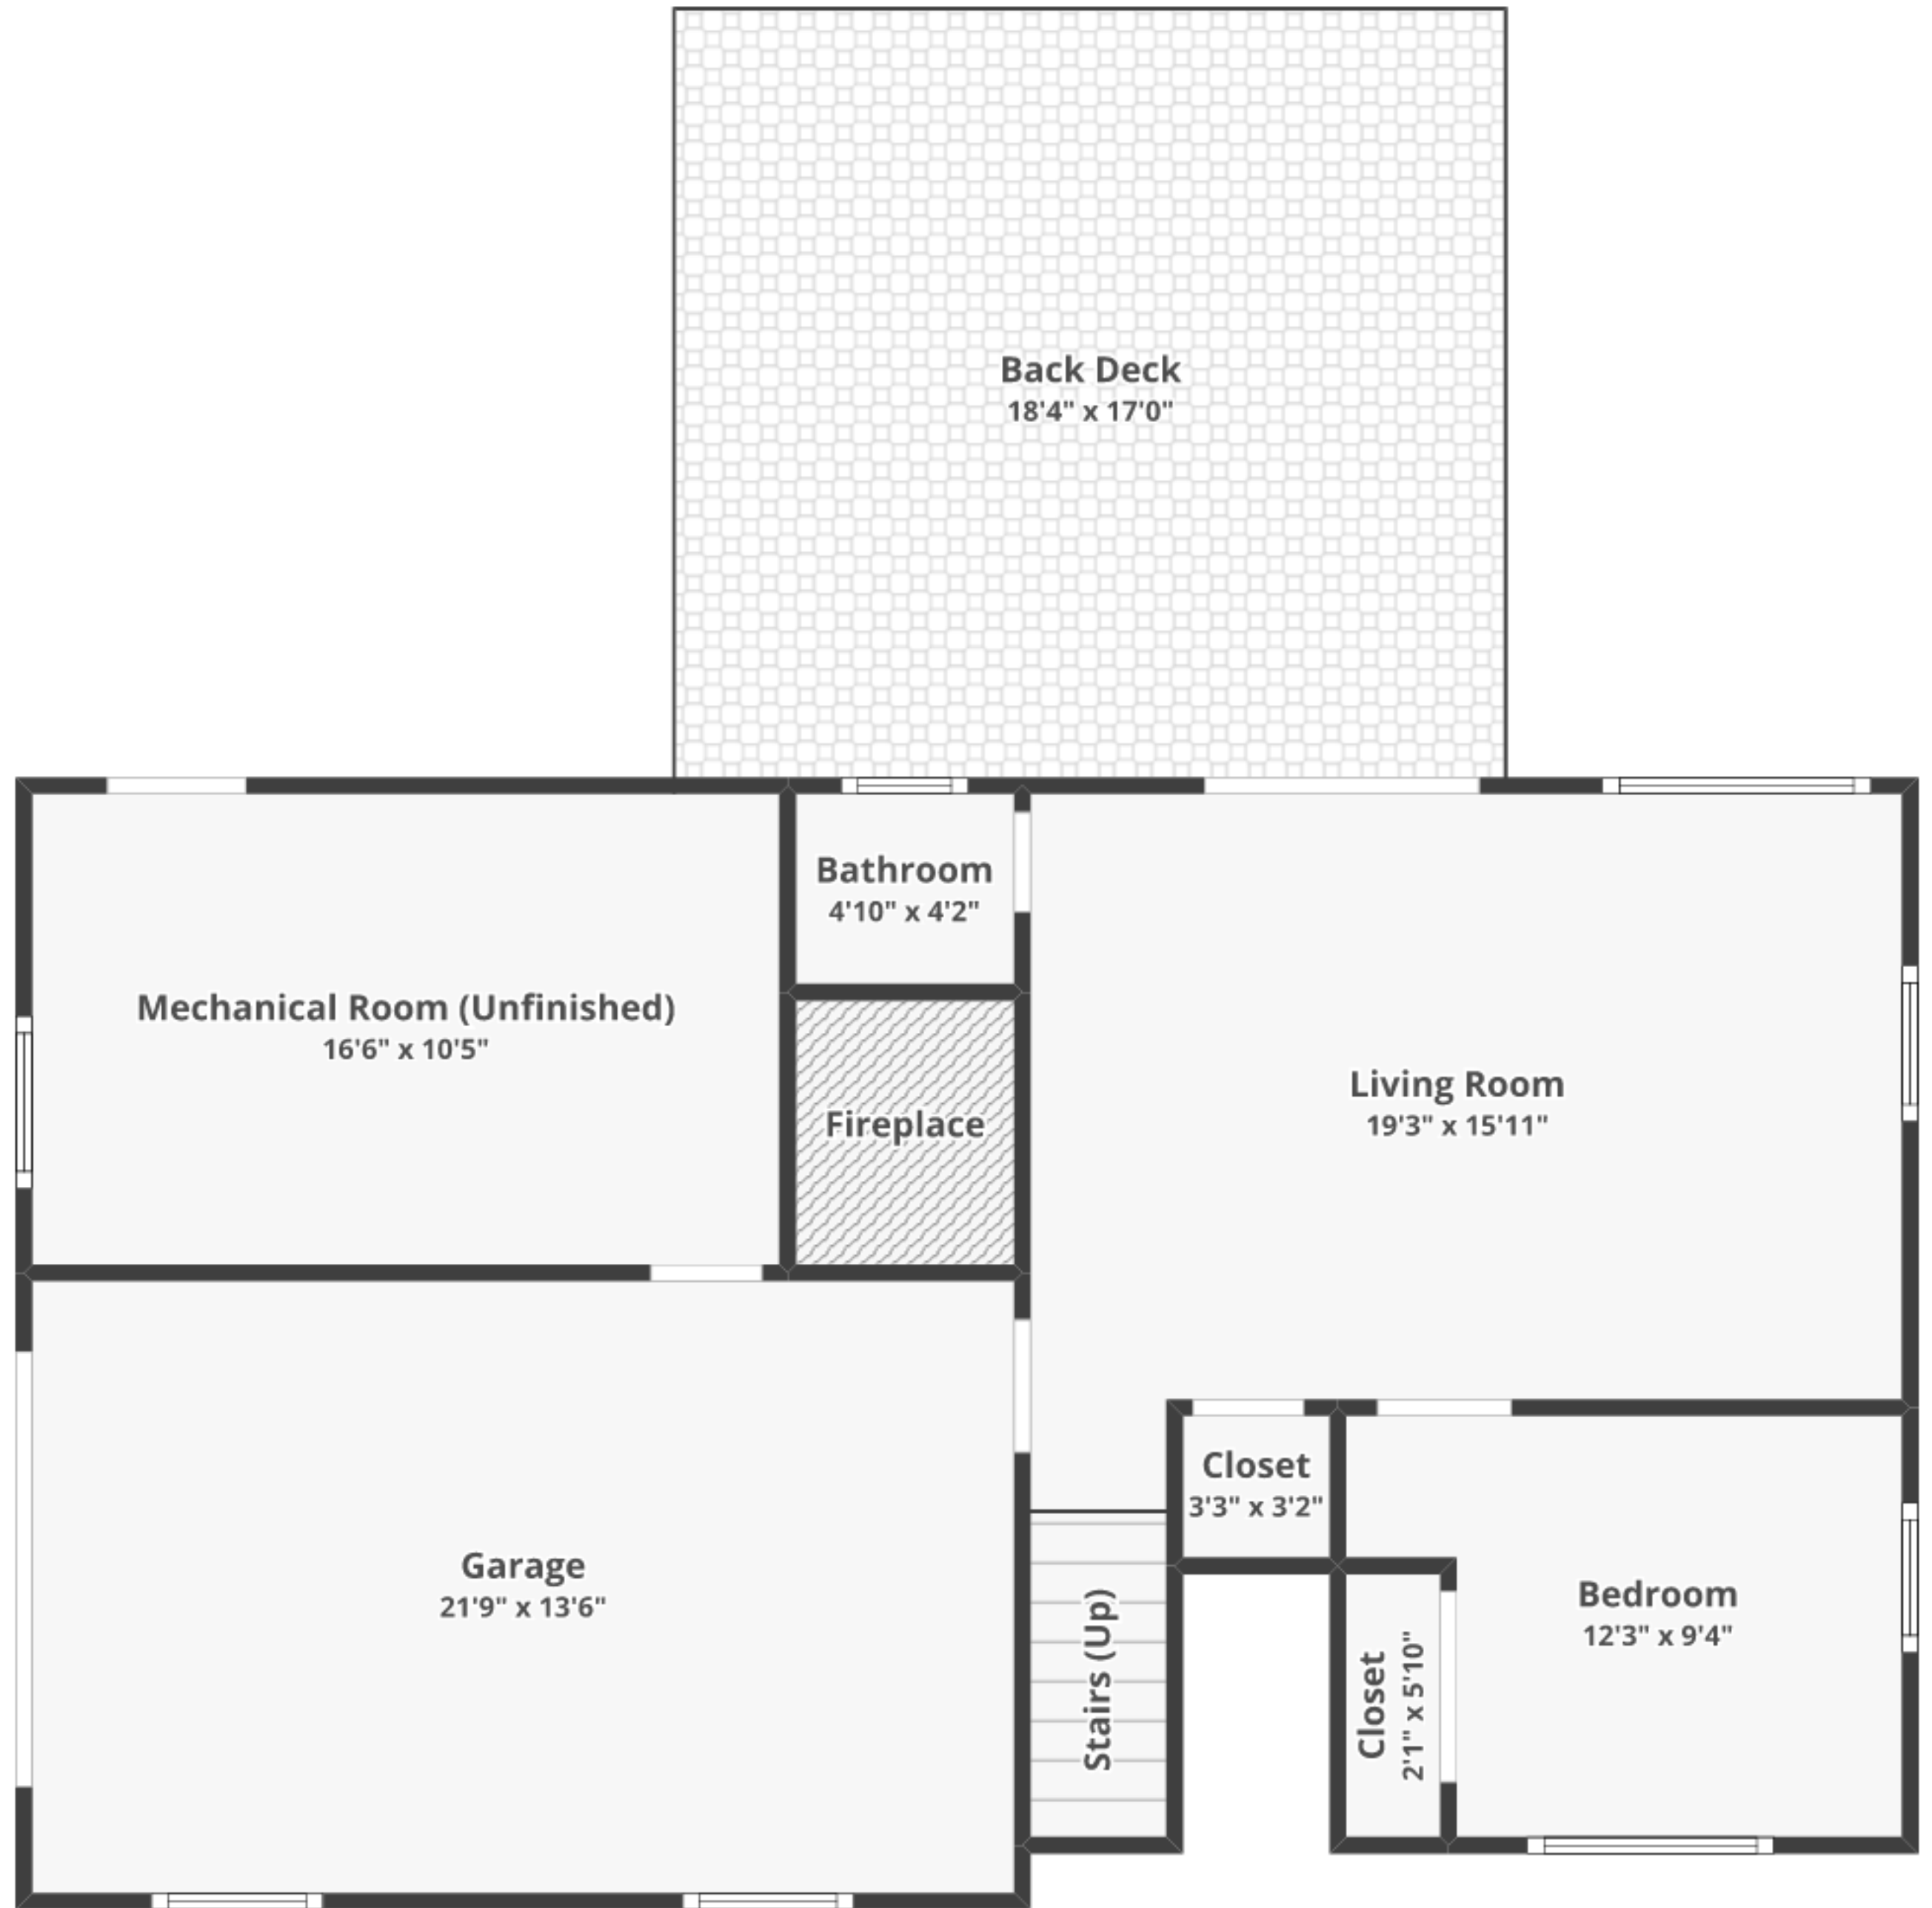 Back Deck
18'4" x 17'0"
Bathroom
4'10" x 4'2"
Mechanical Room (Unfinished)
16'6" x 10'5"
Fireplace
Living Room
19'3" x 15'11"
Closet
3'3" x 3'2"
Garage
21'9" x 13'6"
Stairs (Up)
Closet
2'1" x 5'10"
Bedroom
12'3" x 9'4"